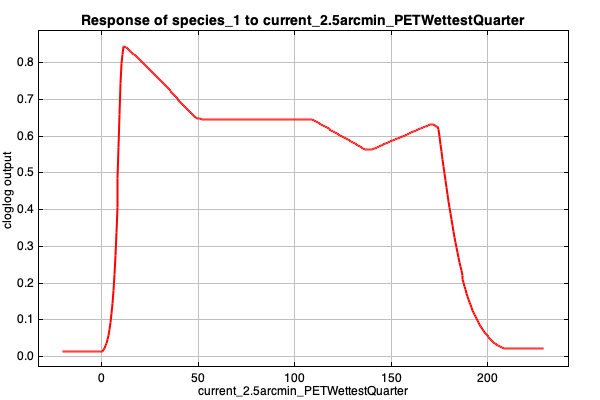 Response of species_1 to current_2.5arcmin_PETWettestQuarter
0.8
0.7
0.6
0.5
0.4
0.3
0.2
0.1
0.0
cloglog output
0 50 100 150 200
current_2.5arcmin_PETWettestQuarter